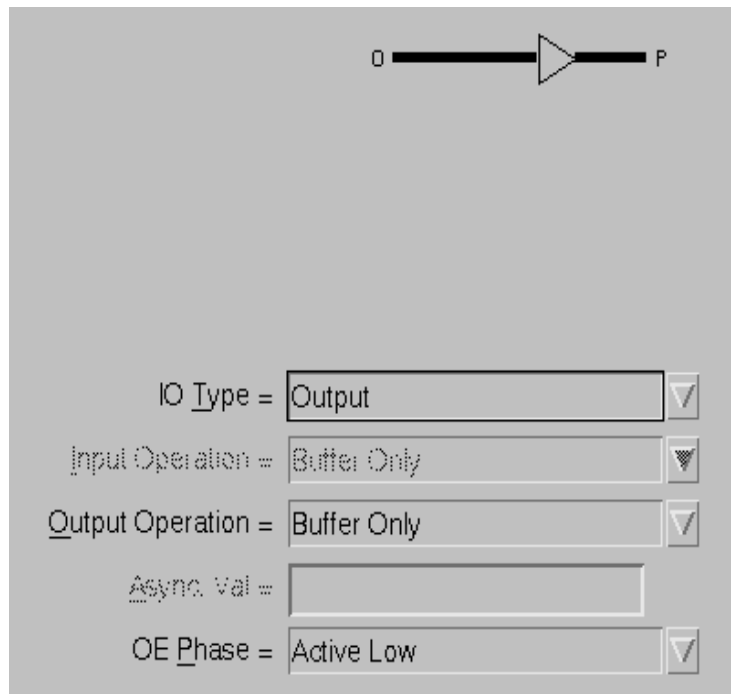 O P
IO Type = Output
Input Operation = Buffer Only
Output Operation = Buffer Only
Async. Val =
OE Phase = Active Low